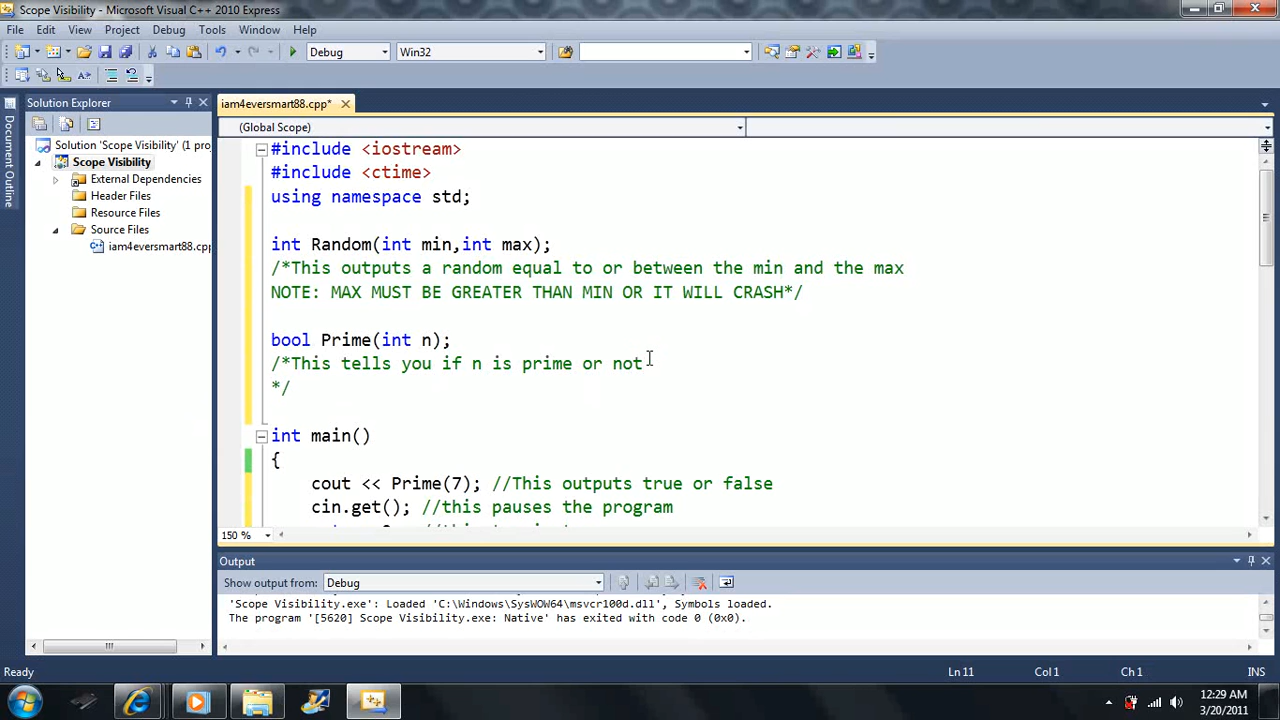 Scope Visibility - Microsoft Visual C++ 2010 Express
File Edit View Project Debug Tools Window Help
Debug Win32
Solution Explorer
iam4eversmart88.cpp*
Document Outline
(Global Scope)
Solution 'Scope Visibility' (1 proj
Scope Visibility
External Dependencies
Header Files
Resource Files
Source Files
iam4eversmart88.cpp
#include <iostream>
#include <ctime>
using namespace std;
int Random(int min,int max);
/*This outputs a random equal to or between the min and the max
NOTE: MAX MUST BE GREATER THAN MIN OR IT WILL CRASH*/
bool Prime(int n);
/*This tells you if n is prime or not
*/
int main()
{
cout << Prime(7); //This outputs true or false
cin.get(); //this pauses the program
150 %
Output
Show output from: Debug
'Scope Visibility.exe': Loaded 'C:\Windows\SysWOW64\msvcr100d.dll', Symbols loaded.
The program '[5620] Scope Visibility.exe: Native' has exited with code 0 (0x0).
Ready Ln 11 Col 1 Ch 1 INS
12:29 AM
3/20/2011